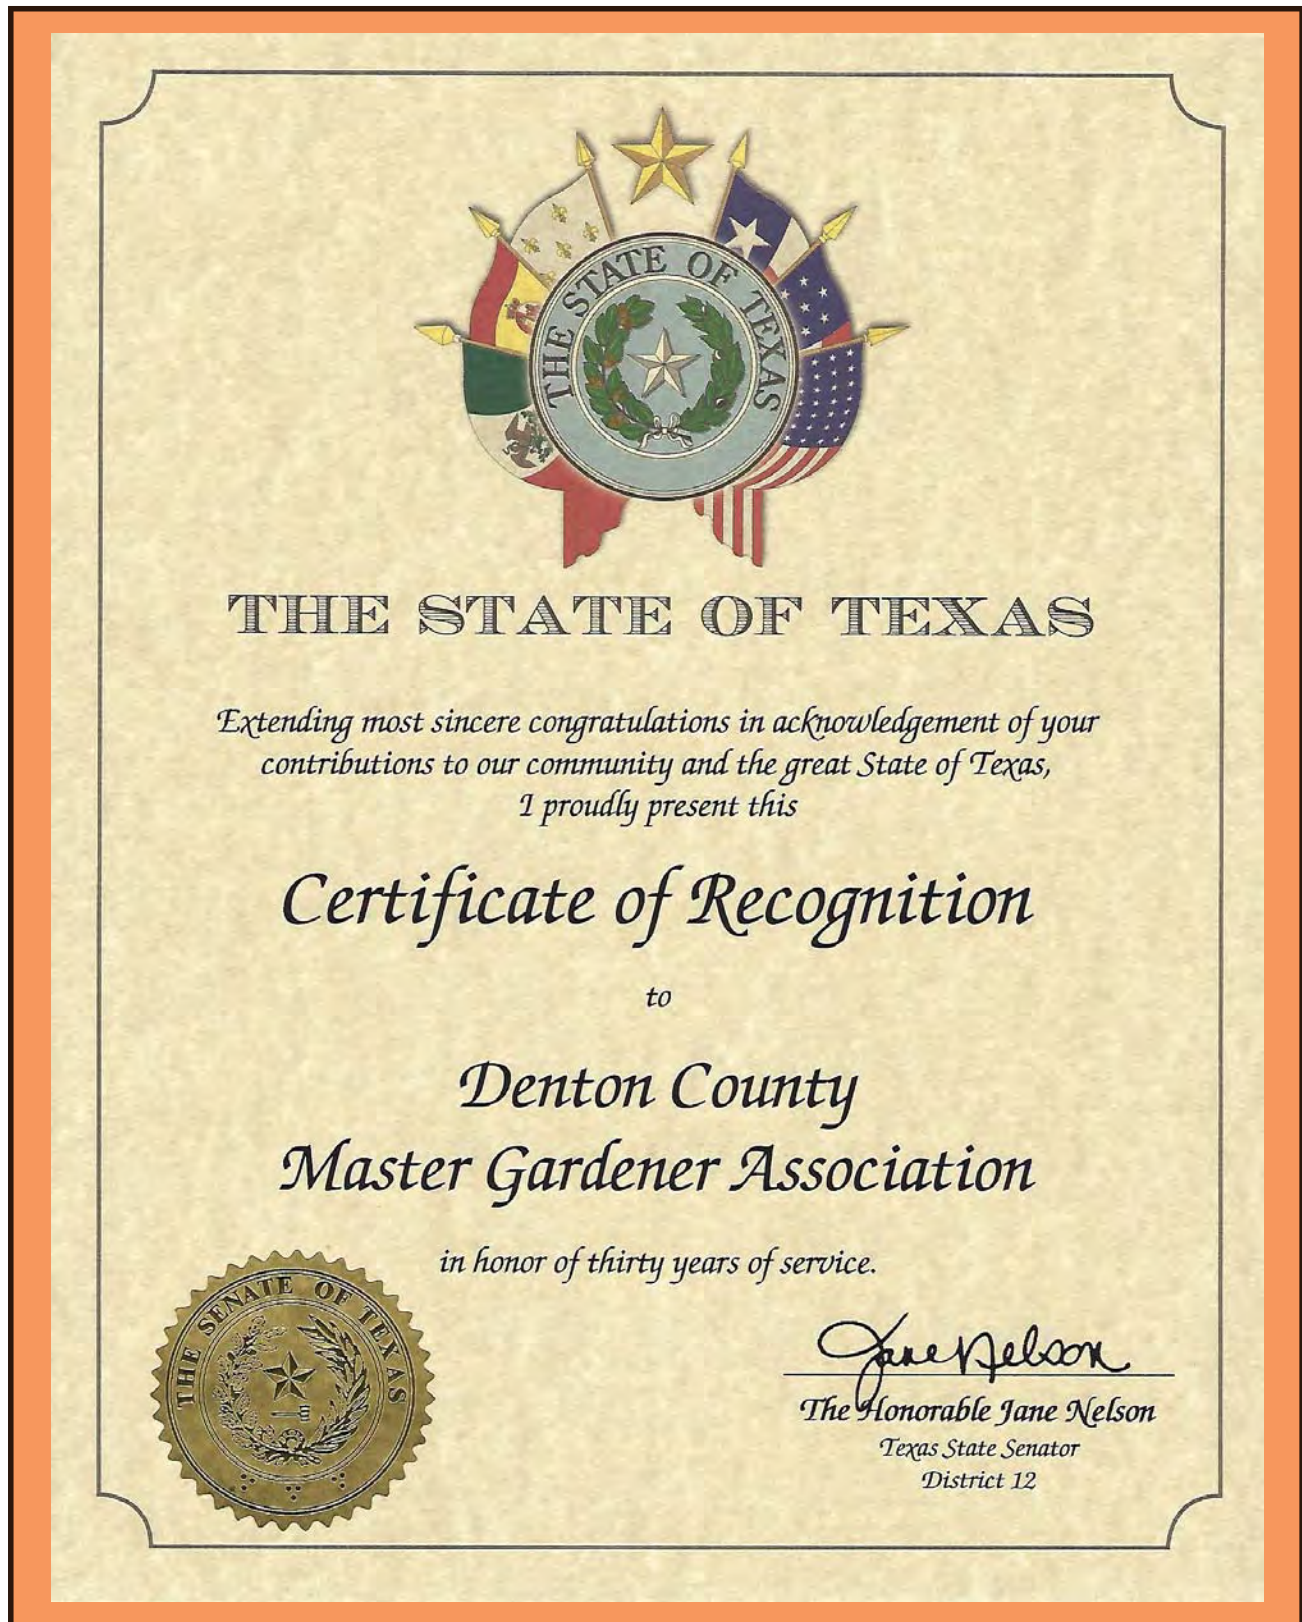 THE STATE OF TEXAS
THE STATE OF TEXAS
Extending most sincere congratulations in acknowledgement of your
contributions to our community and the great State of Texas,
I proudly present this
Certificate of Recognition
to
Denton County
Master Gardener Association
in honor of thirty years of service.
THE SENATE OF TEXAS
Jane Nelson
The Honorable Jane Nelson
Texas State Senator
District 12